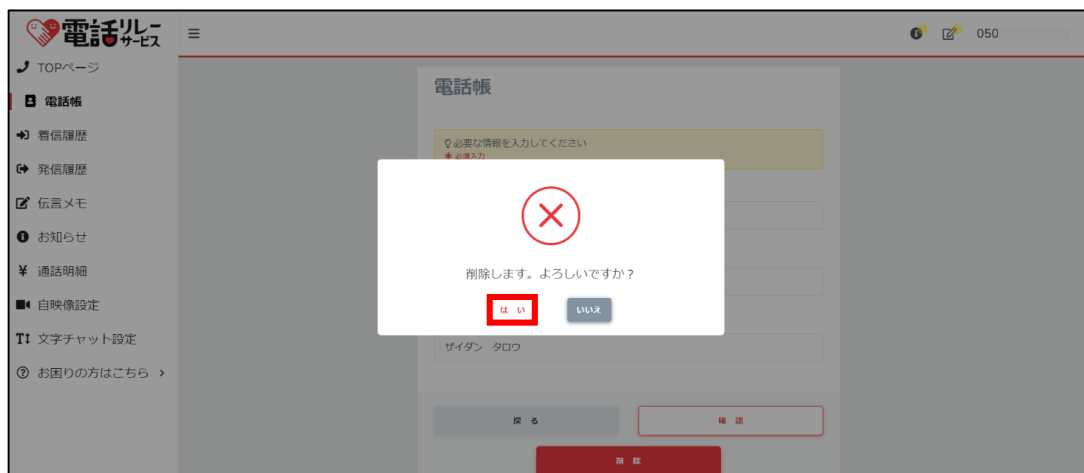 電話リレーサービス
050
TOPページ
電話帳
着信履歴
発信履歴
伝言メモ
お知らせ
¥ 通話明細
自映像設定
文字チャット設定
お困りの方はこちら
電話帳
必要な情報を入力してください
* 必須入力
削除します。よろしいですか？
はい
いいえ
ザイダン タロウ
戻る
確認
削除